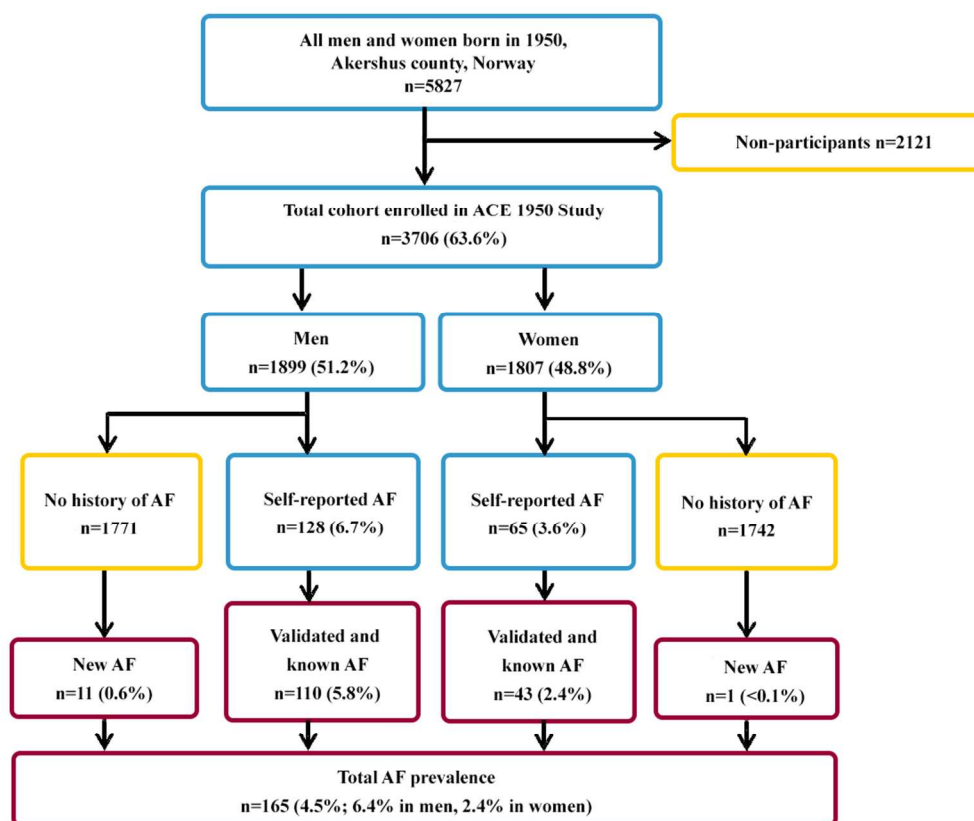 All men and women born in 1950,
Akershus county, Norway
n=5827
Non-participants n=2121
Total cohort enrolled in ACE 1950 Study
n=3706 (63.6%)
Men
n=1899 (51.2%)
Women
n=1807 (48.8%)
No history of AF
n=1771
Self-reported AF
n=128 (6.7%)
Self-reported AF
n=65 (3.6%)
No history of AF
n=1742
New AF
n=11 (0.6%)
Validated and
known AF
n=110 (5.8%)
Validated and
known AF
n=43 (2.4%)
New AF
n=1 (<0.1%)
Total AF prevalence
n=165 (4.5%; 6.4% in men, 2.4% in women)